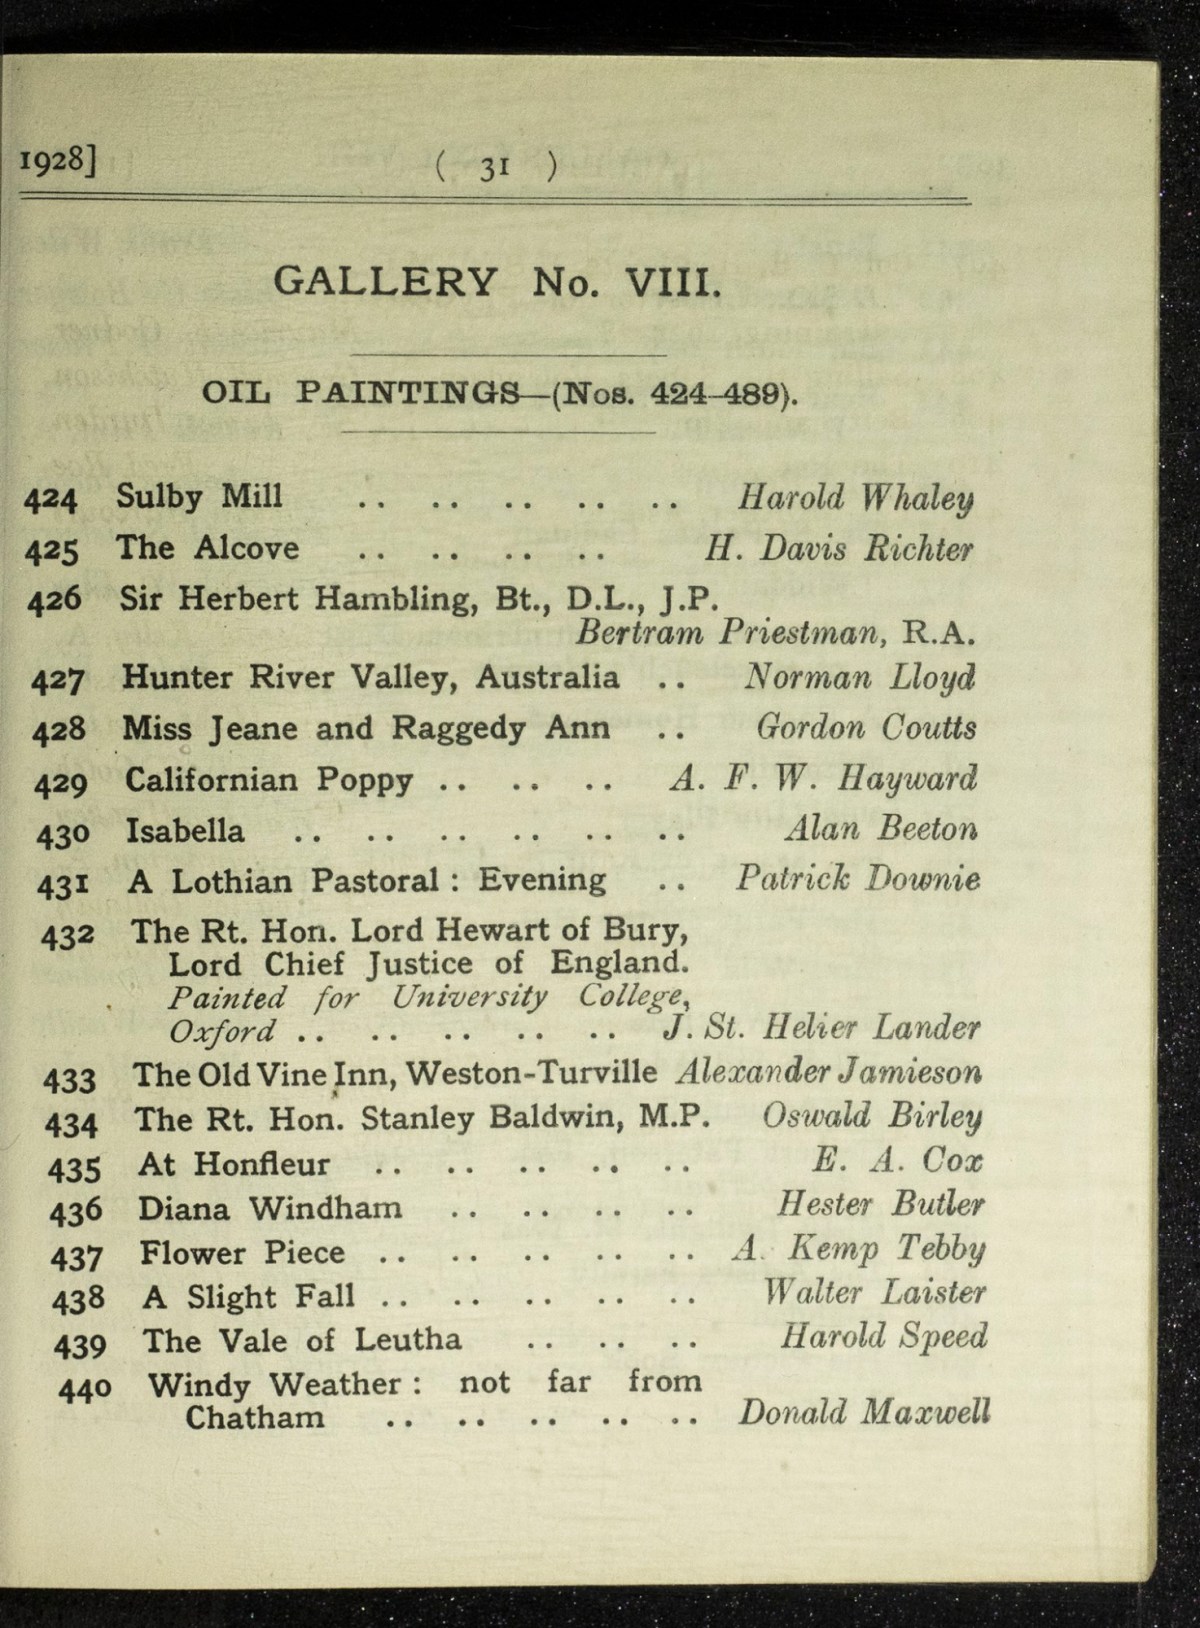 1928]
( 31 )
GALLERY No. VIII.
OIL PAINTINGS—(Nos. 424-489).
424 Sulby Mill .. .. .. .. .. Harold Whaley
425 The Alcove .. .. .. .. H. Davis Richter
426 Sir Herbert Hambling, Bt., D.L., J.P.
Bertram Priestman, R.A.
427 Hunter River Valley, Australia .. Norman Lloyd
428 Miss Jeane and Raggedy Ann .. Gordon Coutts
429 Californian Poppy .. .. .. A. F. W. Hayward
430 Isabella .. .. .. .. .. .. Alan Beeton
431 A Lothian Pastoral : Evening .. Patrick Downie
432 The Rt. Hon. Lord Hewart of Bury,
Lord Chief Justice of England.
Painted for University College,
Oxford .. .. .. .. .. J. St. Helier Lander
433 The Old Vine Inn, Weston-Turville Alexander Jamieson
434 The Rt. Hon. Stanley Baldwin, M.P. Oswald Birley
435 At Honfleur .. .. .. .. .. E. A. Cox
436 Diana Windham .. .. .. .. Hester Butler
437 Flower Piece .. .. .. .. .. A. Kemp Tebby
438 A Slight Fall .. .. .. .. .. Walter Laister
439 The Vale of Leutha .. .. .. Harold Speed
440 Windy Weather : not far from
Chatham .. .. .. .. .. Donald Maxwell